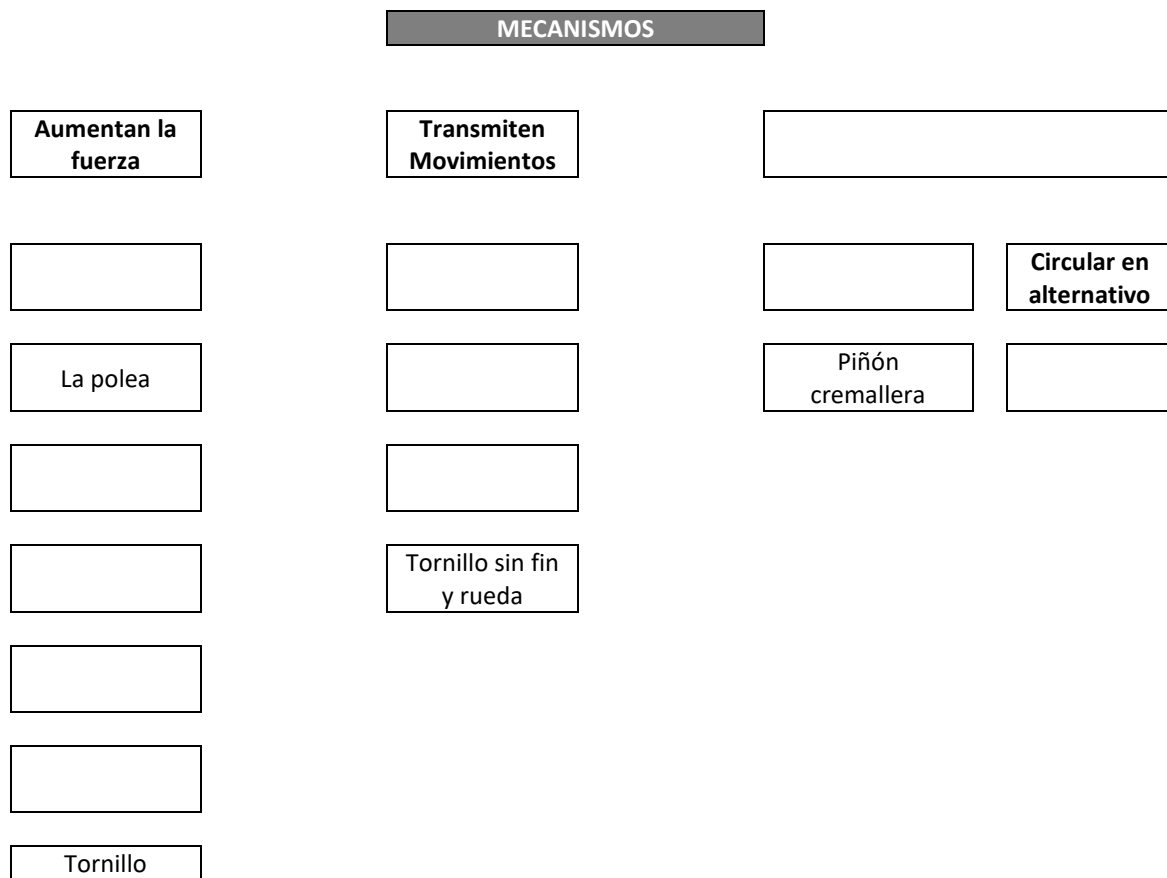 MECANISMOS
Aumentan la
fuerza
Transmiten
Movimientos
Circular en
alternativo
La polea
Piñón
cremallera
Tornillo sin fin
y rueda
Tornillo